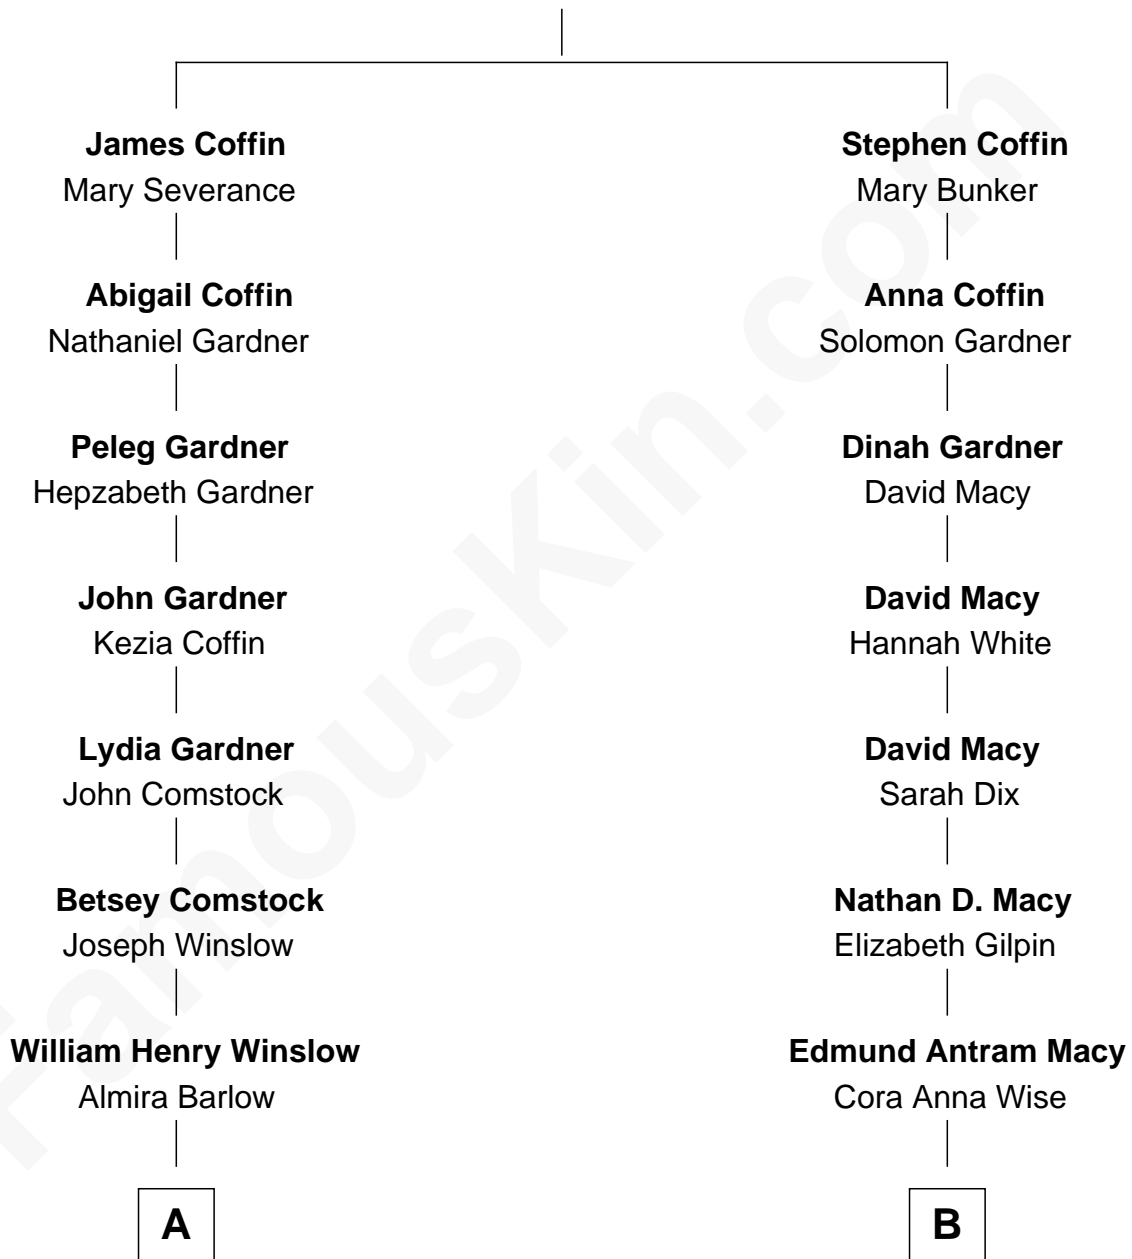 James Coffin
Mary Severance
Abigail Coffin
Nathaniel Gardner
Peleg Gardner
Hepzabeth Gardner
John Gardner
Kezia Coffin
Lydia Gardner
John Comstock
Betsey Comstock
Joseph Winslow
William Henry Winslow
Almira Barlow
A
Stephen Coffin
Mary Bunker
Anna Coffin
Solomon Gardner
Dinah Gardner
David Macy
David Macy
Hannah White
David Macy
Sarah Dix
Nathan D. Macy
Elizabeth Gilpin
Edmund Antram Macy
Cora Anna Wise
B
FamousKin.com